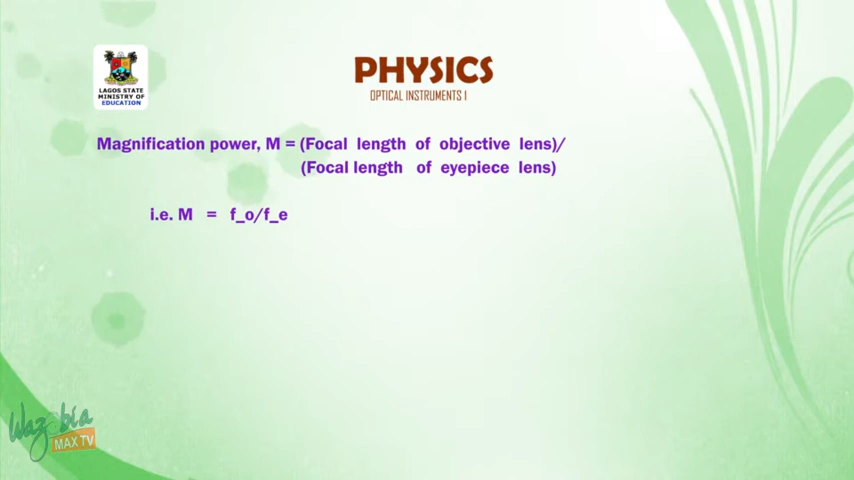 LAGOS STATE
MINISTRY OF
EDUCATION
PHYSICS
OPTICAL INSTRUMENTS I
Magnification power, M = (Focal length of objective lens)/
(Focal length of eyepiece lens)
i.e. M = f_o/f_e
Wazobia
MAX TV